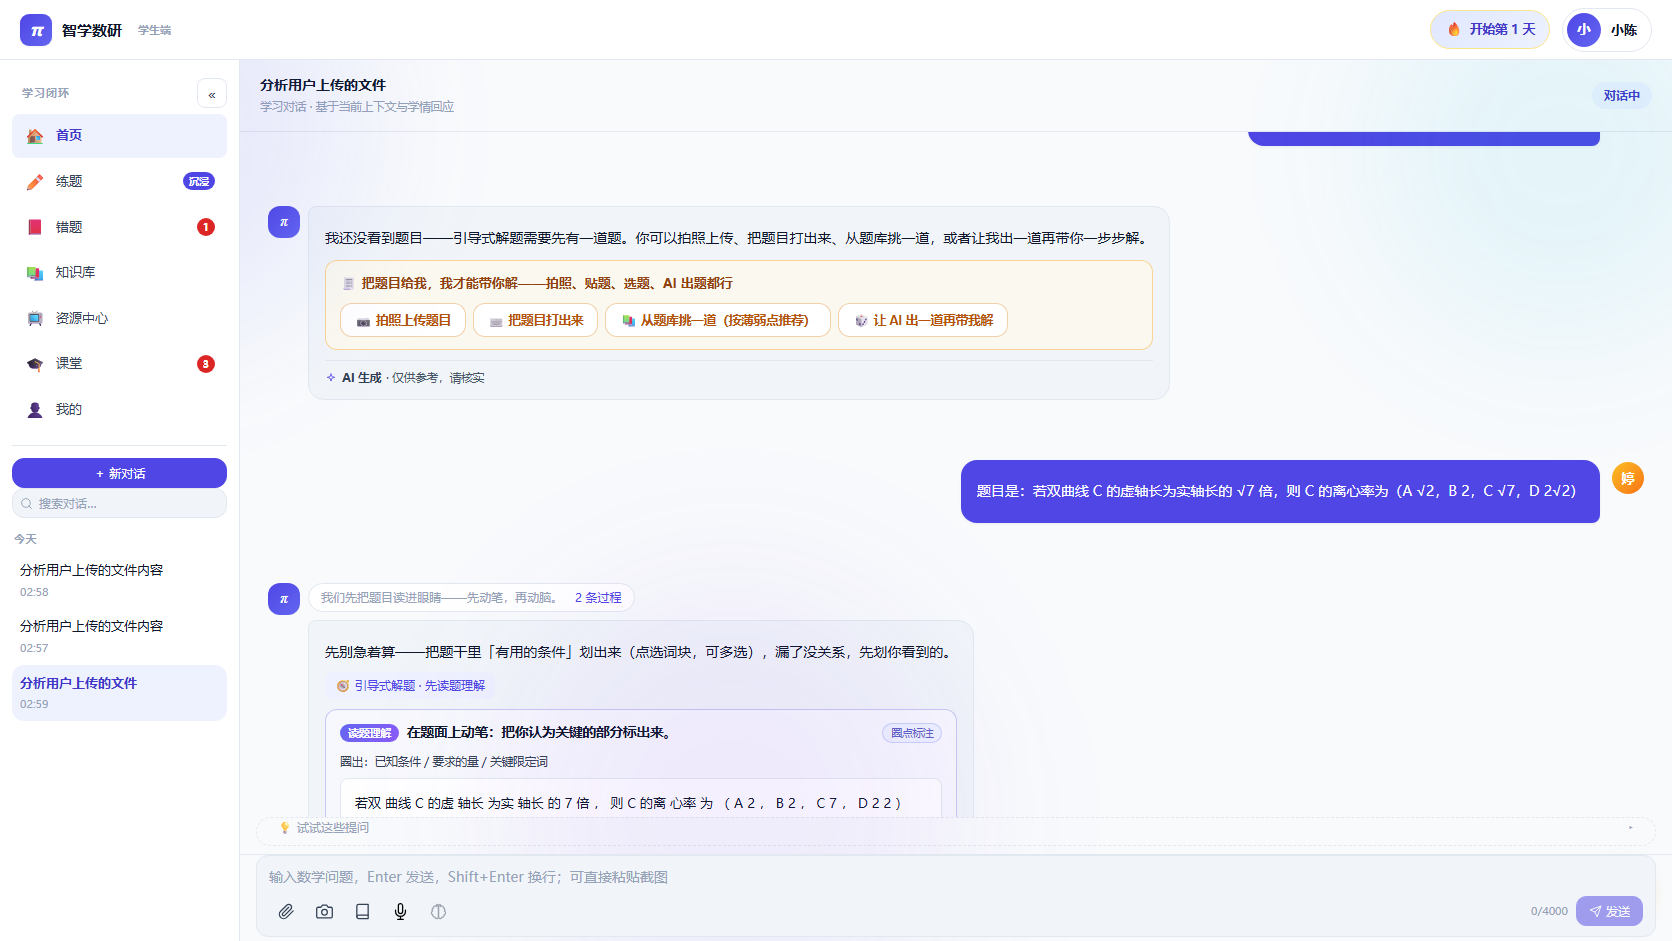 π 智学数研 学生端
开始第 1 天
小 小陈
学习闭环 «
首页
练题 沉浸
错题 1
知识库
资源中心
课堂 3
我的
+ 新对话
搜索对话...
今天
分析用户上传的文件内容
02:58
分析用户上传的文件内容
02:57
分析用户上传的文件
02:59
分析用户上传的文件
学习对话 · 基于当前上下文与学情回应
对话中
π
我还没看到题目——引导式解题需要先有一道题。你可以拍照上传、把题目打出来、从题库挑一道，或者让我出一道再带你一步步解。
把题目给我，我才能带你解——拍照、贴题、选题、AI 出题都行
拍照上传题目 把题目打出来 从题库挑一道（按薄弱点推荐） 让 AI 出一道再带我解
AI 生成 · 仅供参考，请核实
题目是：若双曲线 C 的虚轴长为实轴长的 √7 倍，则 C 的离心率为（A √2，B 2，C √7，D 2√2）
婷
π
我们先把题目读进眼睛——先动笔，再动脑。 2 条过程
先别急着算——把题干里「有用的条件」划出来（点选词块，可多选），漏了没关系，先划你看到的。
引导式解题 · 先读题理解
读题理解 在题面上动笔：把你认为关键的部分标出来。 圈点标注
圈出：已知条件 / 要求的量 / 关键限定词
若双 曲线 C 的虚 轴长 为实 轴长 的 7 倍 ， 则 C 的离 心率 为 （ A 2 ， B 2 ， C 7 ， D 2 2 ）
试试这些提问
输入数学问题，Enter 发送，Shift+Enter 换行；可直接粘贴截图
0/4000 发送